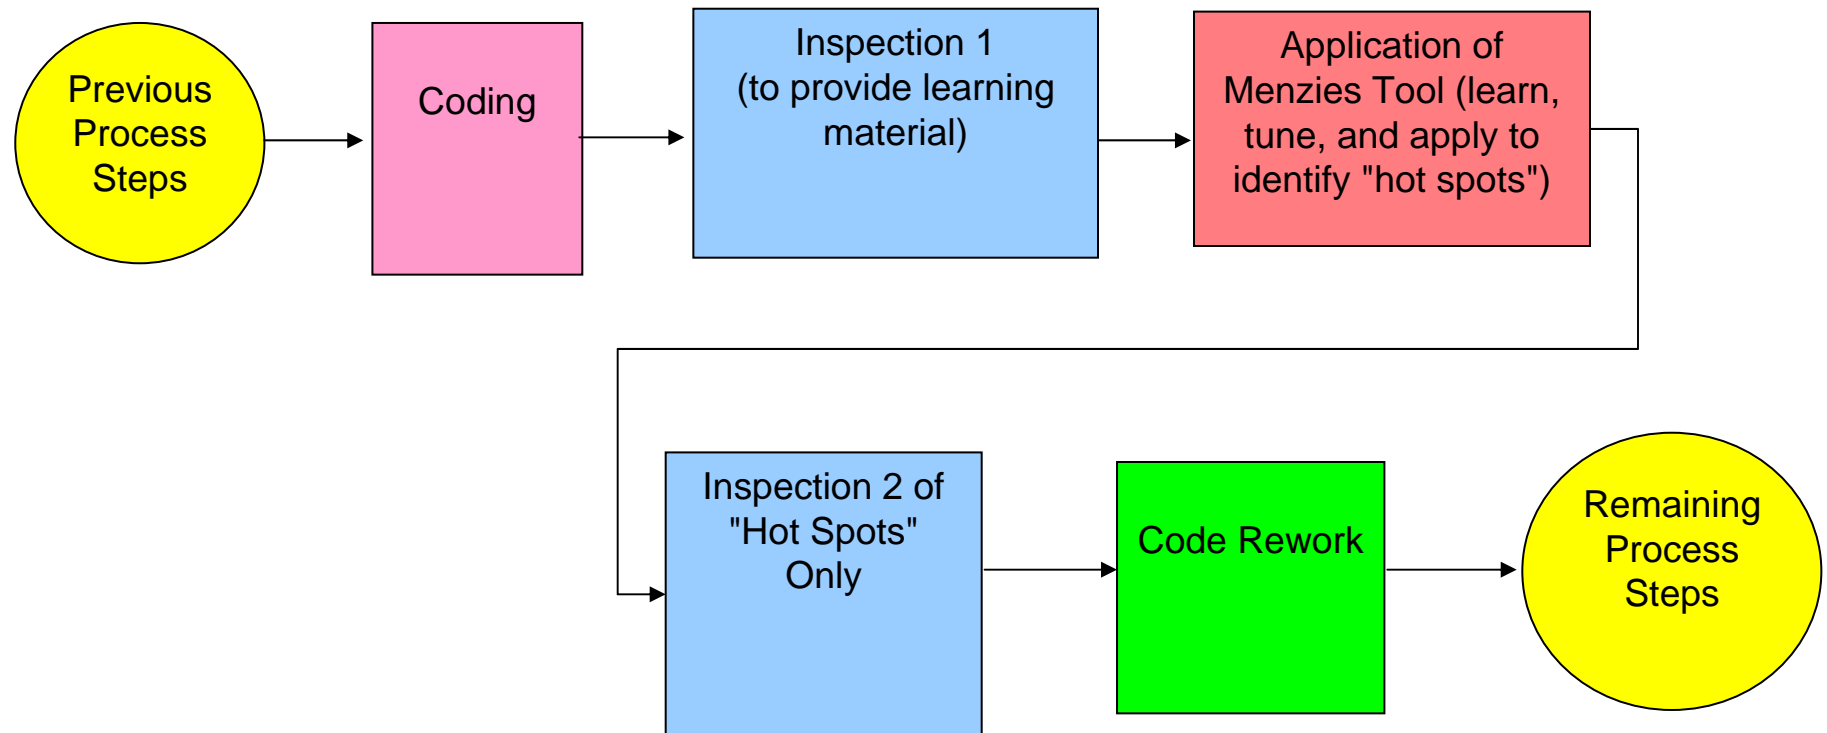 Previous
Process
Steps
Coding
Inspection 1
(to provide learning
material)
Application of
Menzies Tool (learn,
tune, and apply to
identify "hot spots")
Inspection 2 of
"Hot Spots"
Only
Code Rework
Remaining
Process
Steps